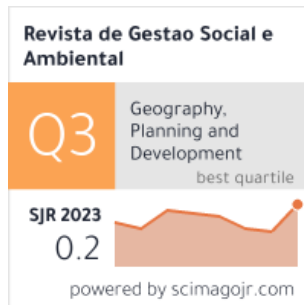 Revista de Gestao Social e
Ambiental
Q3
Geography,
Planning and
Development
best quartile
SJR 2023
0.2
powered by scimagojr.com